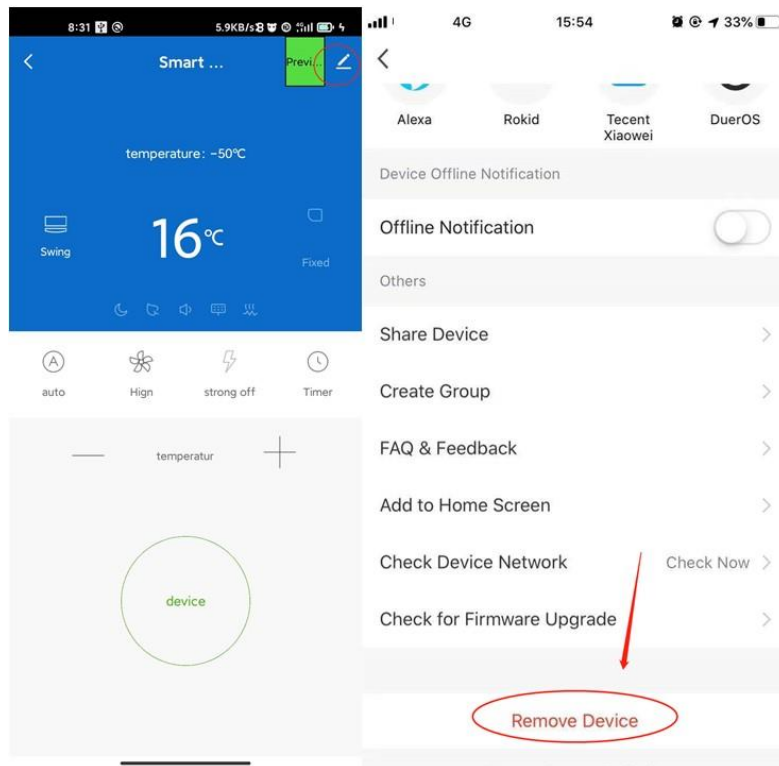 8:31
5.9KB/s
Smart ...
Previ...
temperature: -50℃
Swing
16℃
Fixed
A
auto
Hign
strong off
Timer
temperatur
device
4G
15:54
33%
Alexa
Rokid
Tecent
Xiaowei
DuerOS
Device Offline Notification
Offline Notification
Others
Share Device
Create Group
FAQ & Feedback
Add to Home Screen
Check Device Network
Check Now
Check for Firmware Upgrade
Remove Device